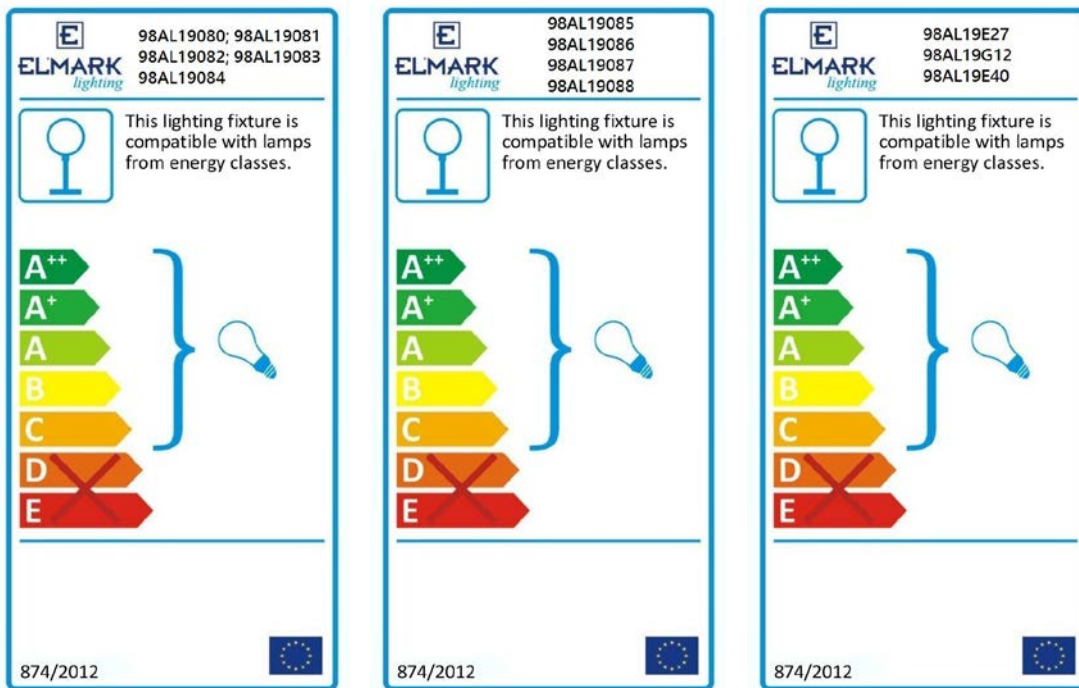 E
ELMARK
lighting
98AL19080; 98AL19081
98AL19082; 98AL19083
98AL19084
This lighting fixture is
compatible with lamps
from energy classes.
A++
A+
A
B
C
D
E
874/2012
E
ELMARK
lighting
98AL19085
98AL19086
98AL19087
98AL19088
This lighting fixture is
compatible with lamps
from energy classes.
A++
A+
A
B
C
D
E
874/2012
E
ELMARK
lighting
98AL19E27
98AL19G12
98AL19E40
This lighting fixture is
compatible with lamps
from energy classes.
A++
A+
A
B
C
D
E
874/2012